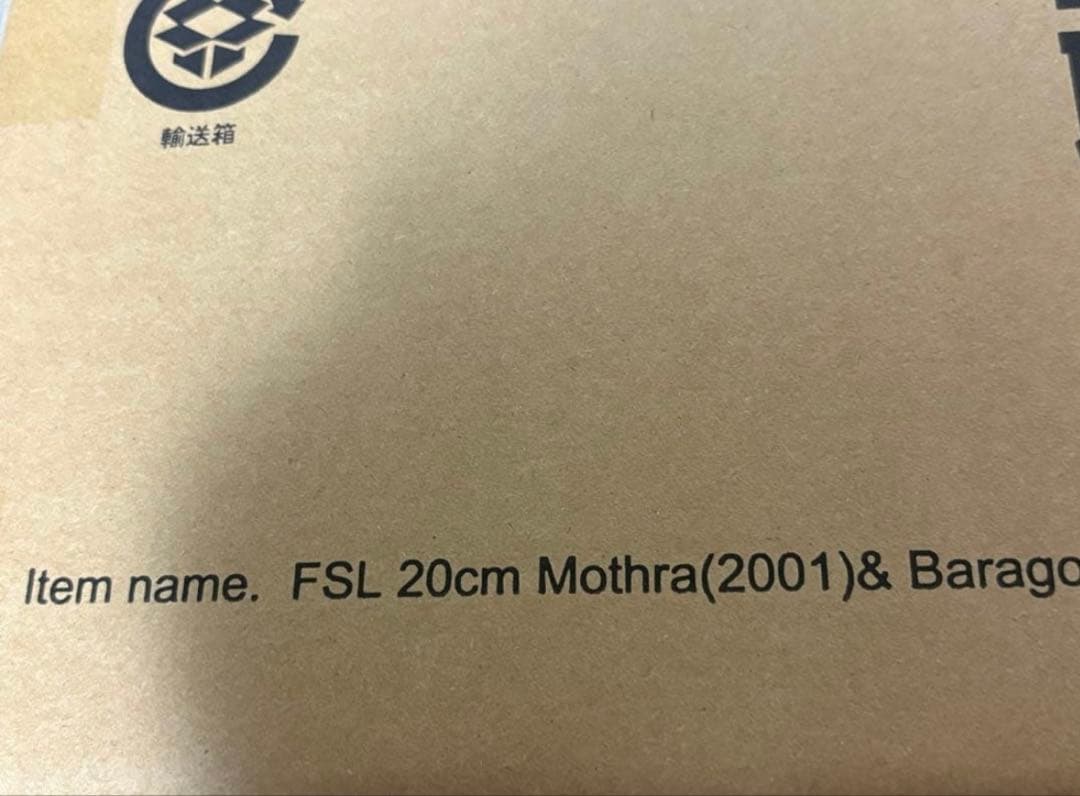 輸送箱
Item name. FSL 20cm Mothra(2001)& Barago